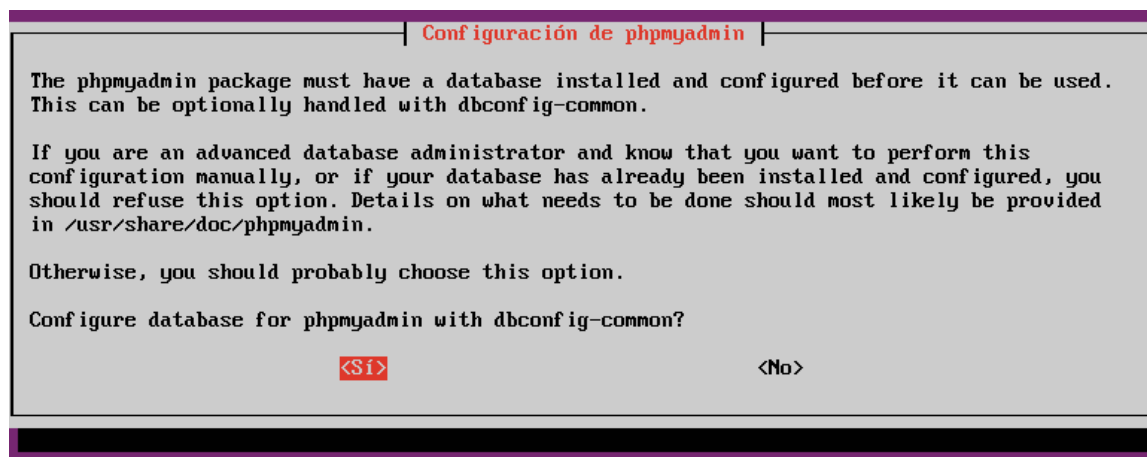 Configuración de phpmyadmin
The phpmyadmin package must have a database installed and configured before it can be used.
This can be optionally handled with dbconfig-common.
If you are an advanced database administrator and know that you want to perform this
configuration manually, or if your database has already been installed and configured, you
should refuse this option. Details on what needs to be done should most likely be provided
in /usr/share/doc/phpmyadmin.
Otherwise, you should probably choose this option.
Configure database for phpmyadmin with dbconfig-common?
<Sí> <No>